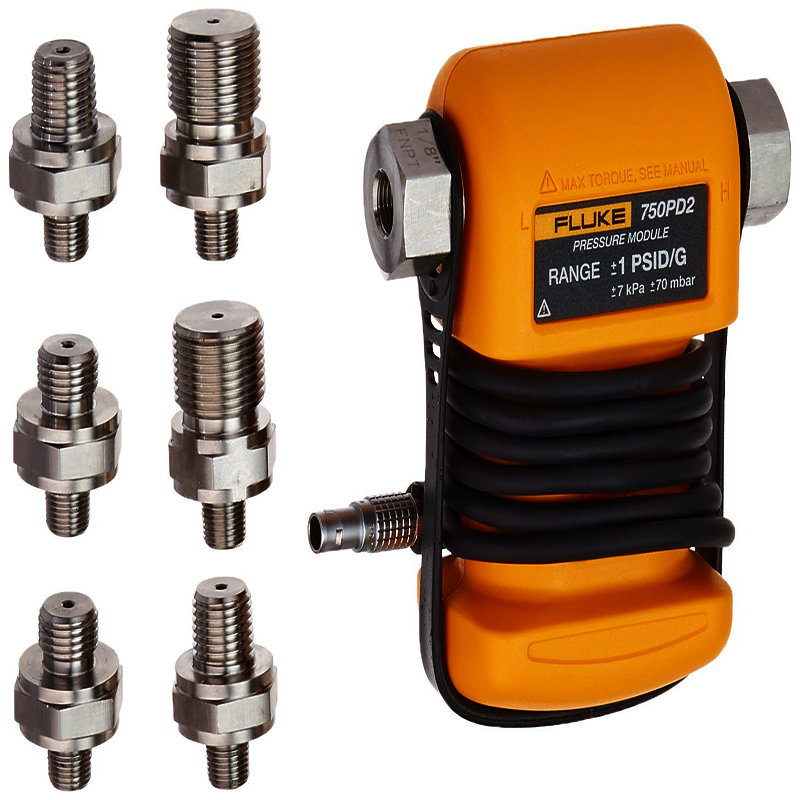 1/8"
FNPT
⚠ MAX TORQUE, SEE MANUAL
L
H
FLUKE 750PD2
PRESSURE MODULE
RANGE ±1 PSID/G
±7 kPa ±70 mbar